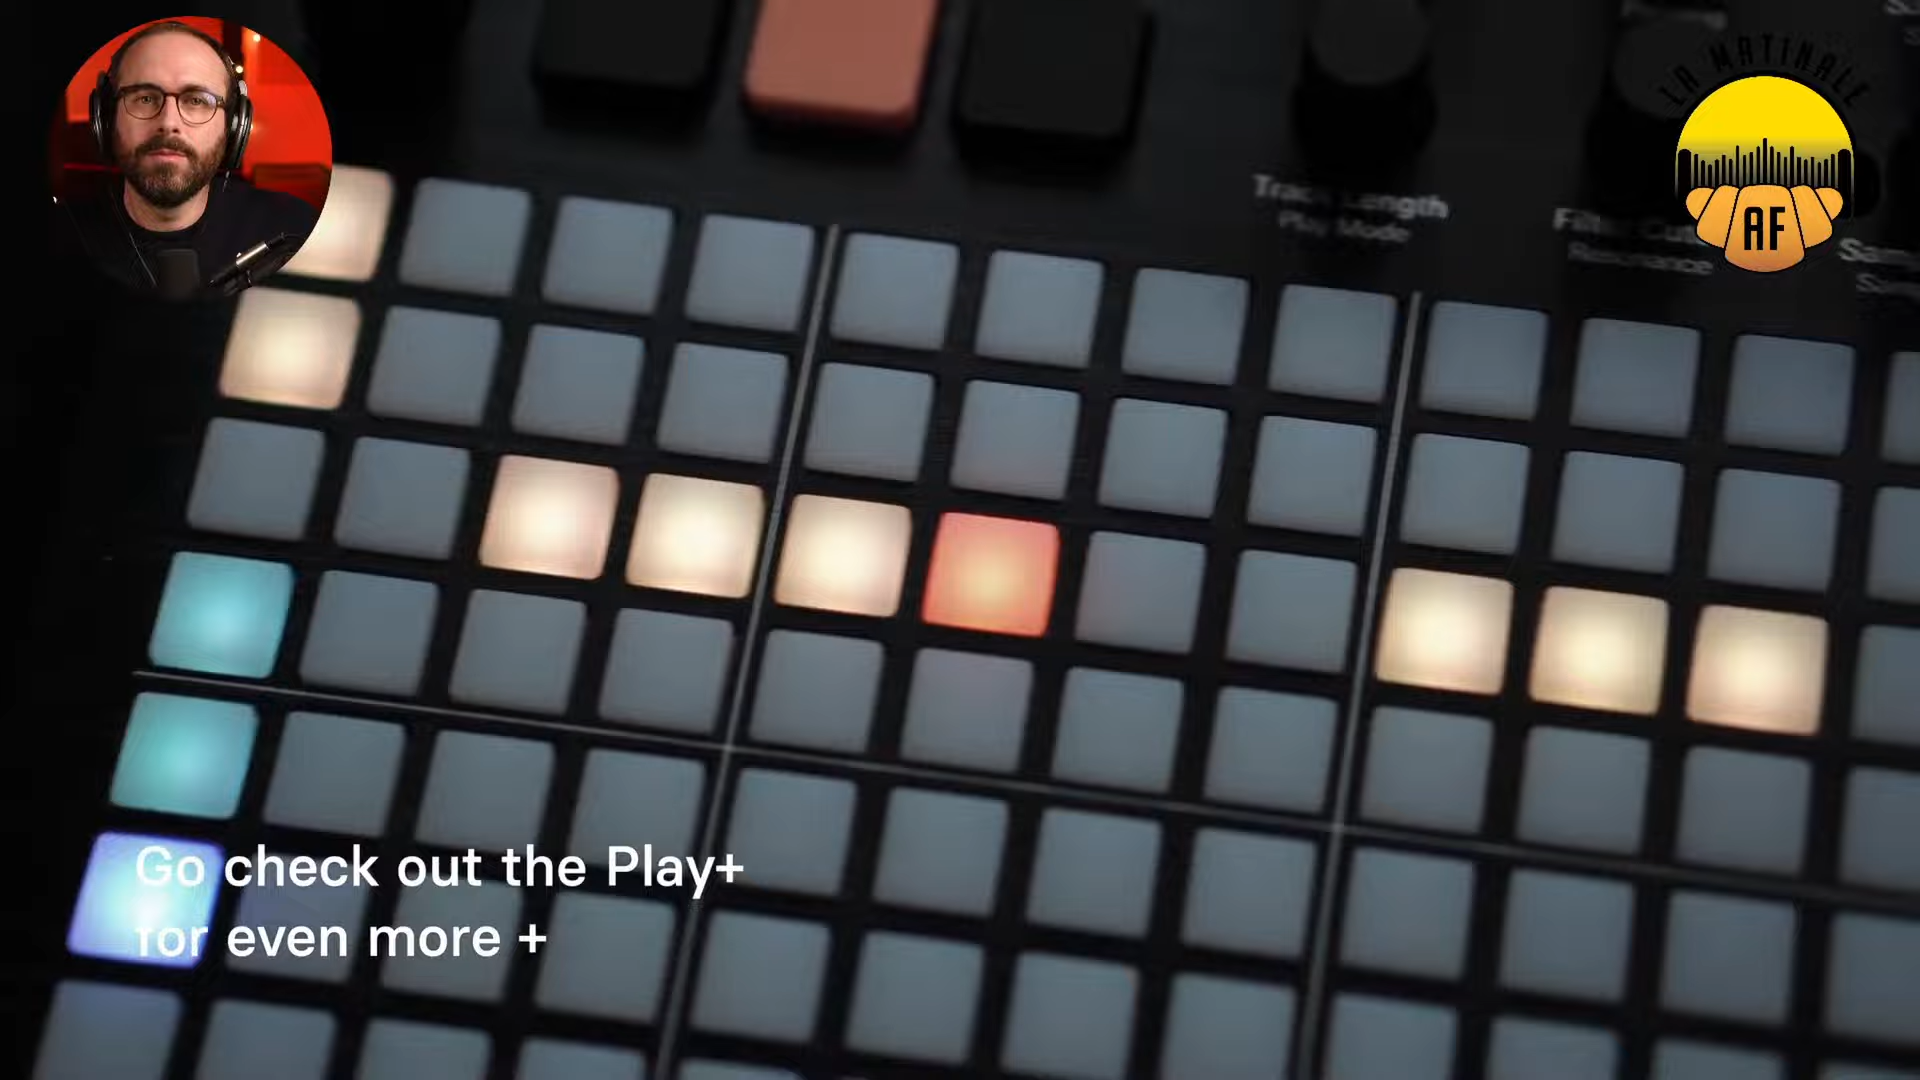 LA MATINALE
AF
Track Length
Play Mode
Resonance
Go check out the Play+
for even more +